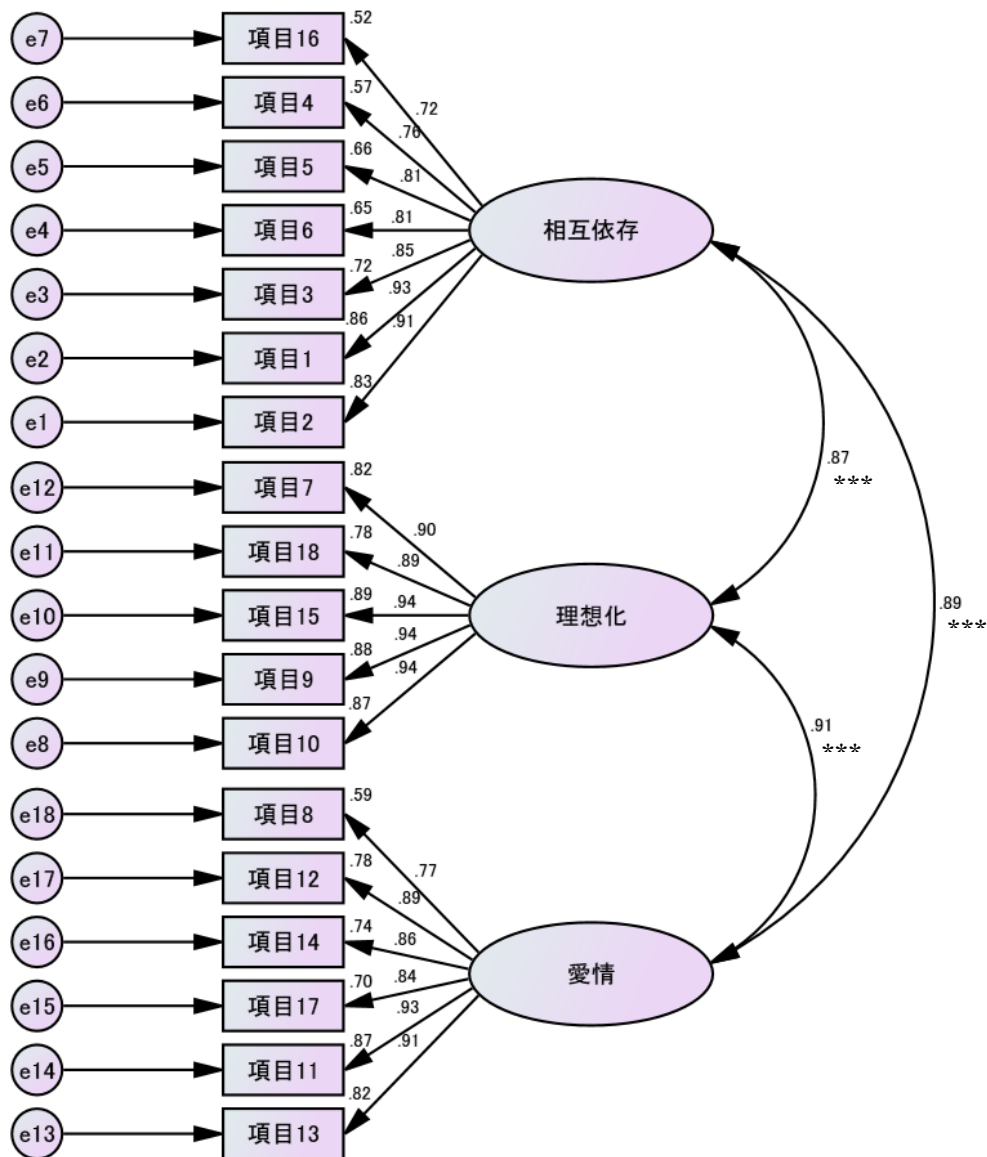 e7
項目16
.52
.72
e6
項目4
.57
.76
e5
項目5
.66
.81
e4
項目6
.65
.81
相互依存
e3
項目3
.72
.85
e2
項目1
.86
.93
e1
項目2
.83
.91
.87
***
e12
項目7
.82
.90
e11
項目18
.78
.89
e10
項目15
.89
.94
理想化
.89
***
e9
項目9
.88
.94
e8
項目10
.87
.94
.91
***
e18
項目8
.59
.77
e17
項目12
.78
.89
e16
項目14
.74
.86
愛情
e15
項目17
.70
.84
e14
項目11
.87
.93
e13
項目13
.82
.91